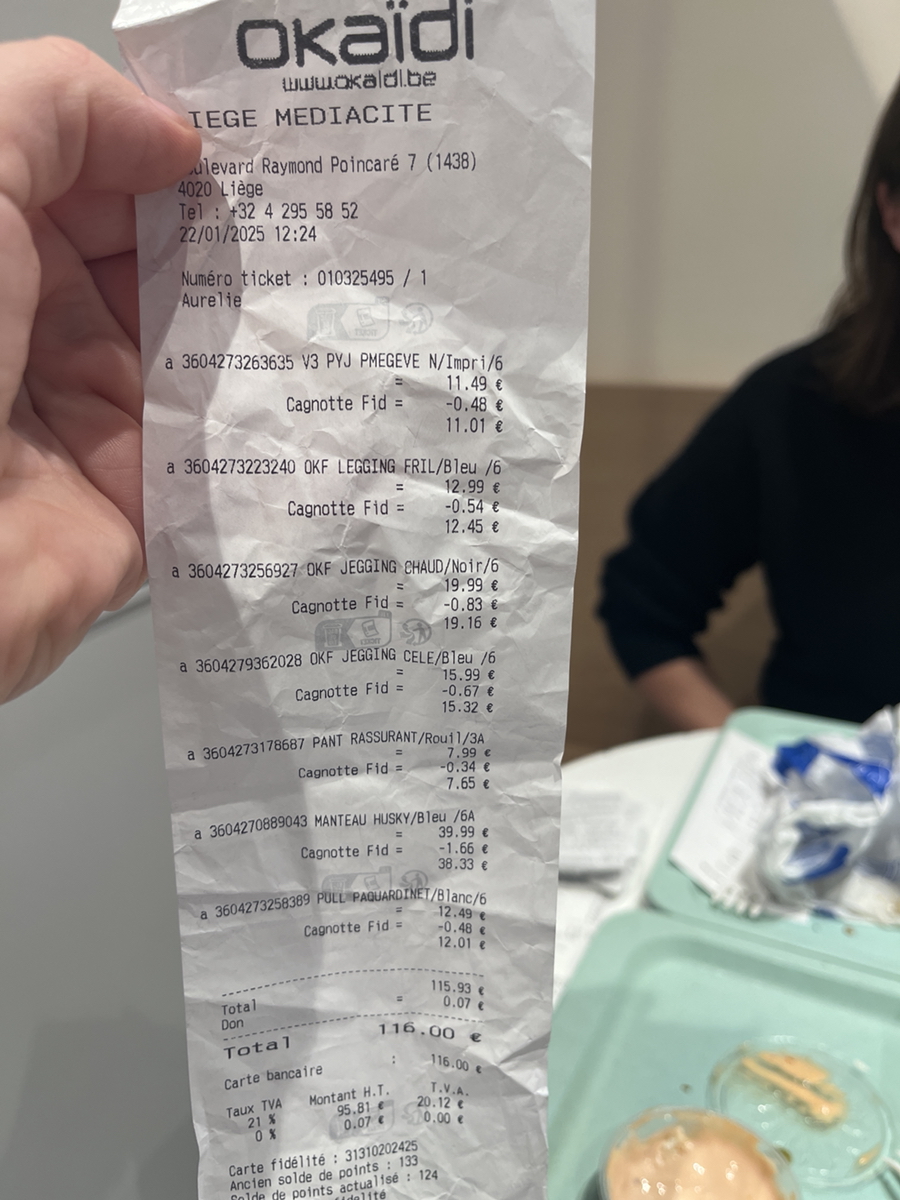 okaïdi
www.okaidi.be
IEGE MEDIACITE
ulevard Raymond Poincaré 7 (1438)
4020 Liège
Tel : +32 4 295 58 52
22/01/2025 12:24
Numéro ticket : 010325495 / 1
Aurelie
a 3604273263635 V3 PYJ PMEGEVE N/Impri/6
= 11.49 €
Cagnotte Fid = -0.48 €
11.01 €
a 3604273223240 OKF LEGGING FRIL/Bleu /6
= 12.99 €
Cagnotte Fid = -0.54 €
12.45 €
a 3604273256927 OKF JEGGING CHAUD/Noir/6
= 19.99 €
Cagnotte Fid = -0.83 €
19.16 €
a 3604279362028 OKF JEGGING CELE/Bleu /6
= 15.99 €
Cagnotte Fid = -0.67 €
15.32 €
a 3604273178687 PANT RASSURANT/Rouil/3A
= 7.99 €
Cagnotte Fid = -0.34 €
7.65 €
a 3604270889043 MANTEAU HUSKY/Bleu /6A
= 39.99 €
Cagnotte Fid = -1.66 €
38.33 €
a 3604273258389 PULL PAQUARDINET/Blanc/6
= 12.49 €
Cagnotte Fid = -0.48 €
12.01 €
Total = 115.93 €
Don 0.07 €
Total 116.00 €
Carte bancaire : 116.00 €
Taux TVA Montant H.T. T.V.A.
21 % 95.81 € 20.12 €
0 % 0.07 € 0.00 €
Carte fidélité : 31310202425
Ancien solde de points : 133
Solde de points actualisé : 124